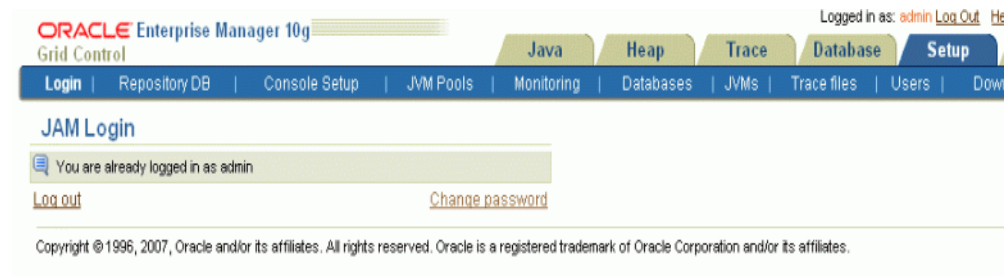 Logged in as: admin Log Out
ORACLE Enterprise Manager 10g
Grid Control
Java Heap Trace Database Setup
Login | Repository DB | Console Setup | JVM Pools | Monitoring | Databases | JVMs | Trace files | Users |
JAM Login
You are already logged in as admin
Log out Change password
Copyright © 1996, 2007, Oracle and/or its affiliates. All rights reserved. Oracle is a registered trademark of Oracle Corporation and/or its affiliates.